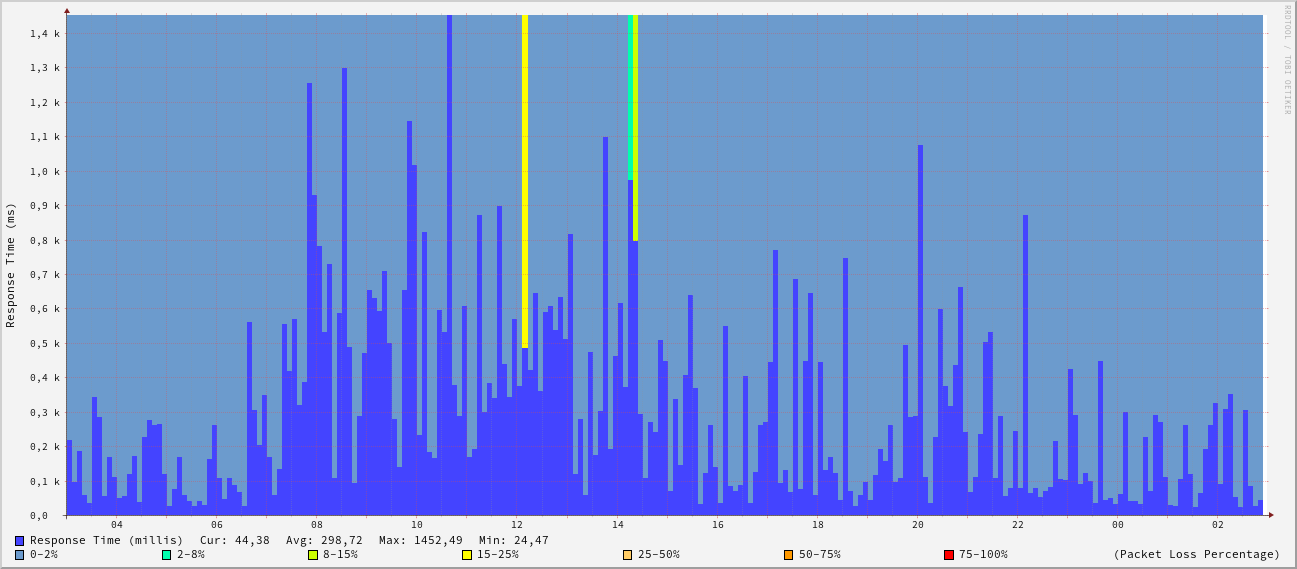 RRDTOOL / TOBI OETIKER
Response Time (ms)
1,4 k
1,3 k
1,2 k
1,1 k
1,0 k
0,9 k
0,8 k
0,7 k
0,6 k
0,5 k
0,4 k
0,3 k
0,2 k
0,1 k
0,0
04 06 08 10 12 14 16 18 20 22 00 02
Response Time (millis) Cur: 44,38 Avg: 298,72 Max: 1452,49 Min: 24,47
0-2% 2-8% 8-15% 15-25% 25-50% 50-75% 75-100% (Packet Loss Percentage)